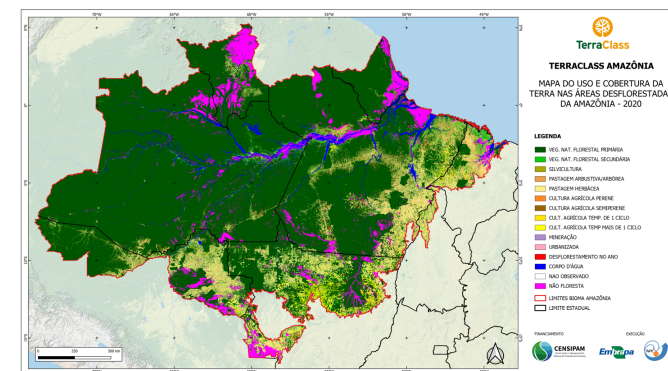 TerraClass
TERRACLASS AMAZÔNIA
MAPA DO USO E COBERTURA DA
TERRA NAS ÁREAS DESFLORESTADA
DA AMAZÔNIA - 2020
LEGENDA
VEG. NAT. FLORESTAL PRIMÁRIA
VEG. NAT. FLORESTAL SECUNDÁRIA
SILVICULTURA
PASTAGEM ARBUSTIVA/ARBÓREA
PASTAGEM HERBÁCEA
CULTURA AGRÍCOLA PERENE
CULTURA AGRÍCOLA SEMIPERENE
CULT. AGRÍCOLA TEMP. DE 1 CICLO
CULT. AGRÍCOLA TEMP MAIS DE 1 CICLO
MINERAÇÃO
URBANIZADA
DESFLORESTAMENTO NO ANO
CORPO D'ÁGUA
NAO OBSERVADO
NÃO FLORESTA
LIMITES BIOMA AMAZÔNIA
LIMITE ESTADUAL
FINANCIAMENTO
EXECUÇÃO
CENSIPAM
Embrapa
0 250 500 km